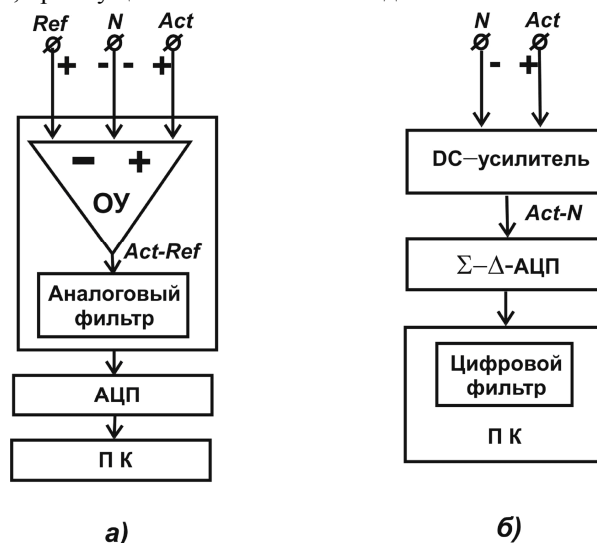 Ref N Act
+ - - +
− +
ОУ
Act-Ref
Аналоговый
фильтр
АЦП
П К
а)
N Act
- +
DC–усилитель
Act-N
Σ–Δ-АЦП
Цифровой
фильтр
П К
б)